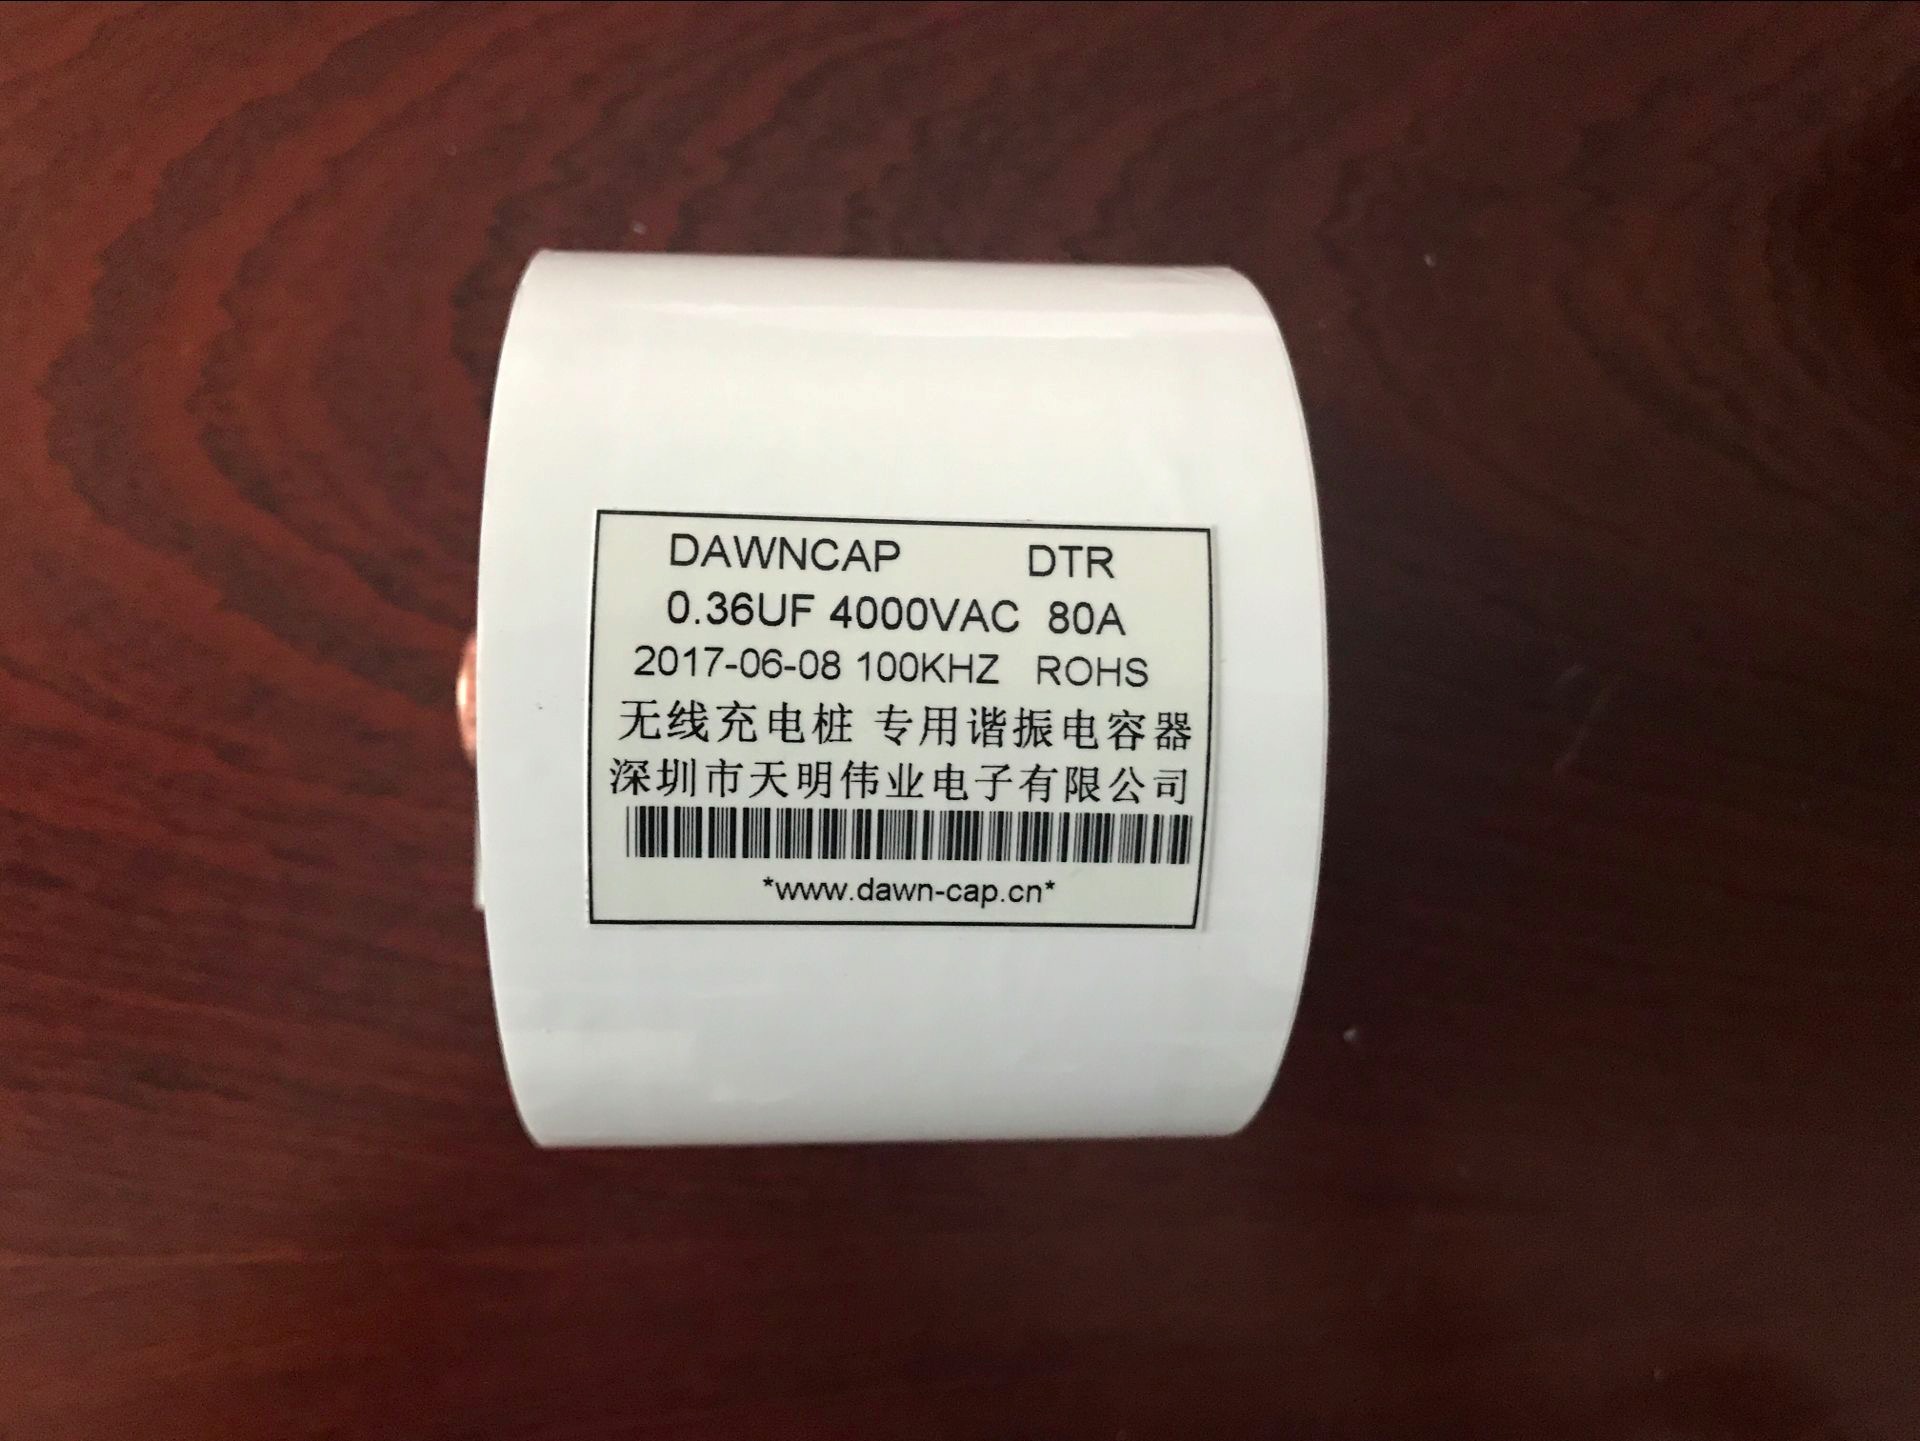 DAWNCAP DTR
0.36UF 4000VAC 80A
2017-06-08 100KHZ ROHS
无线充电桩 专用谐振电容器
深圳市天明伟业电子有限公司
*www.dawn-cap.cn*